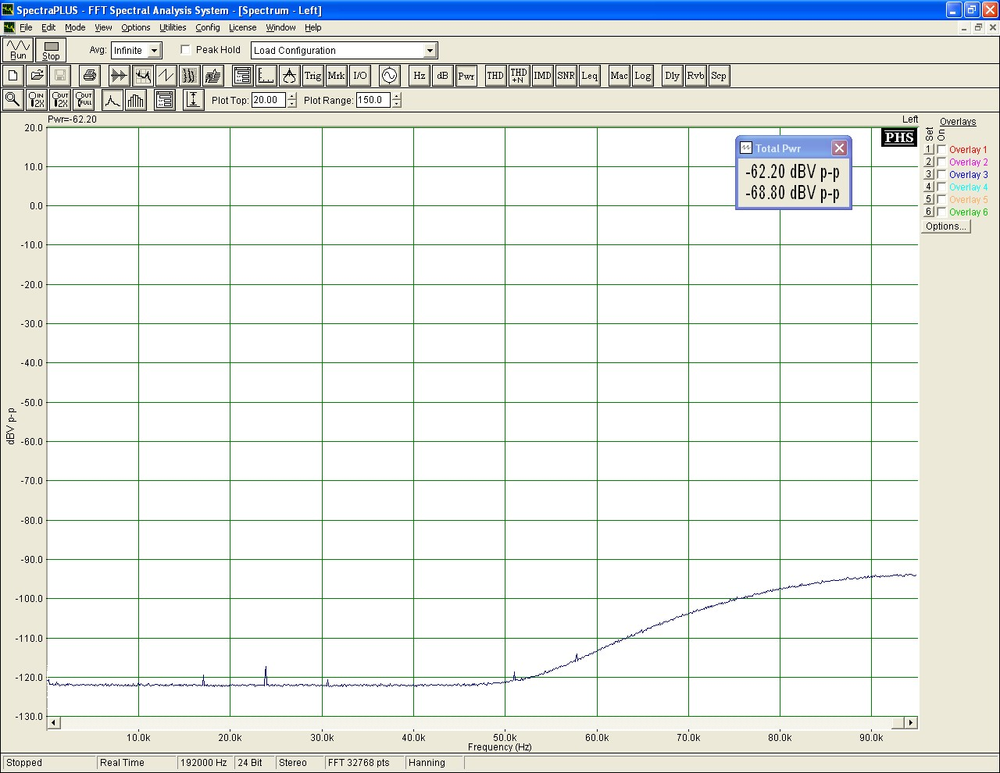 SpectraPLUS - FFT Spectral Analysis System - [Spectrum - Left]
File Edit Mode View Options Utilities Config License Window Help
Run Stop Avg: Infinite Peak Hold Load Configuration
Trig Mrk I/O Hz dB Pwr THD THD+N IMD SNR Leq Mac Log Dly Rvb Scp
IN 2X OUT 2X OUT FULL Plot Top: 20.00 Plot Range: 150.0
Pwr=-62.20 Left
Overlays
Set On
PHS
Total Pwr
-62.20 dBV p-p
-68.80 dBV p-p
1 Overlay 1
2 Overlay 2
3 Overlay 3
4 Overlay 4
5 Overlay 5
6 Overlay 6
Options...
20.0
10.0
0.0
-10.0
-20.0
-30.0
-40.0
-50.0
-60.0
-70.0
-80.0
-90.0
-100.0
-110.0
-120.0
-130.0
dBV p-p
10.0k 20.0k 30.0k 40.0k 50.0k 60.0k 70.0k 80.0k 90.0k
Frequency (Hz)
Stopped Real Time 192000 Hz 24 Bit Stereo FFT 32768 pts Hanning